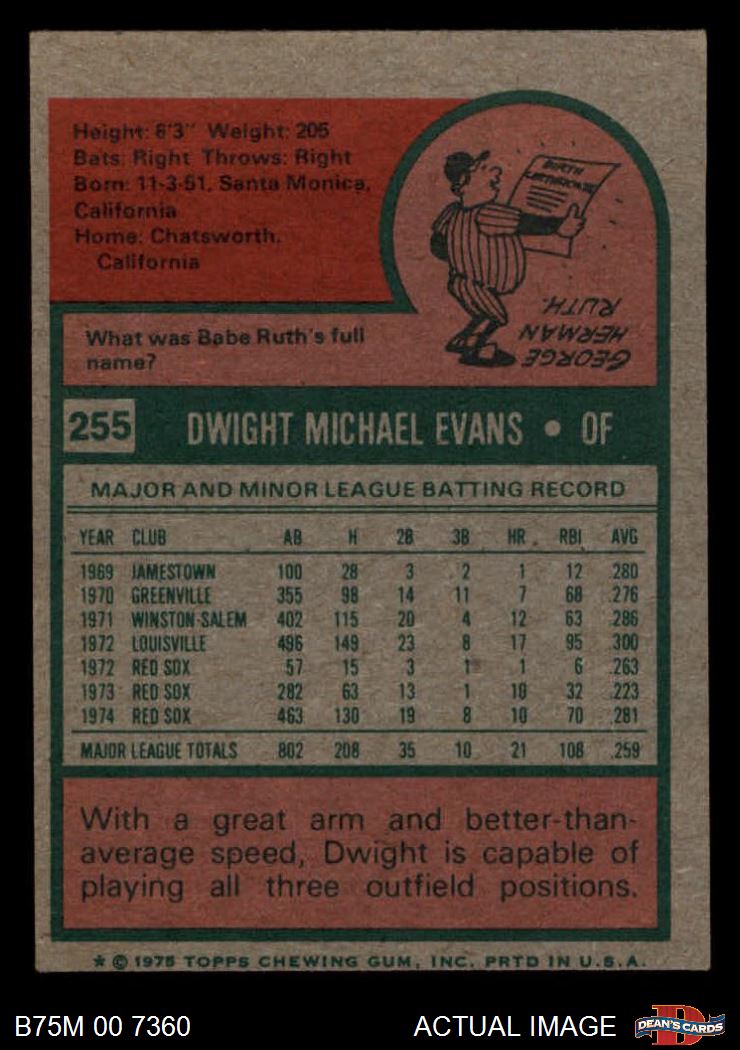 Height: 6'3" Weight: 205
Bats: Right Throws: Right
Born: 11-3-51, Santa Monica,
California
Home: Chatsworth,
California
BIRTH
CERTIFICATE
GEORGE
HERMAN
RUTH.
What was Babe Ruth's full
name?
255 DWIGHT MICHAEL EVANS • OF
MAJOR AND MINOR LEAGUE BATTING RECORD
YEAR CLUB AB H 2B 3B HR RBI AVG
1969 JAMESTOWN 100 28 3 2 1 12 .280
1970 GREENVILLE 355 98 14 11 7 68 .276
1971 WINSTON-SALEM 402 115 20 4 12 63 .286
1972 LOUISVILLE 496 149 23 8 17 95 .300
1972 RED SOX 57 15 3 1 1 6 .263
1973 RED SOX 282 63 13 1 10 32 .223
1974 RED SOX 463 130 19 8 10 70 .281
MAJOR LEAGUE TOTALS 802 208 35 10 21 108 .259
With a great arm and better-than-
average speed, Dwight is capable of
playing all three outfield positions.
* © 1975 TOPPS CHEWING GUM, INC. PRTD IN U.S.A.
B75M 00 7360 ACTUAL IMAGE D DEAN'S CARDS